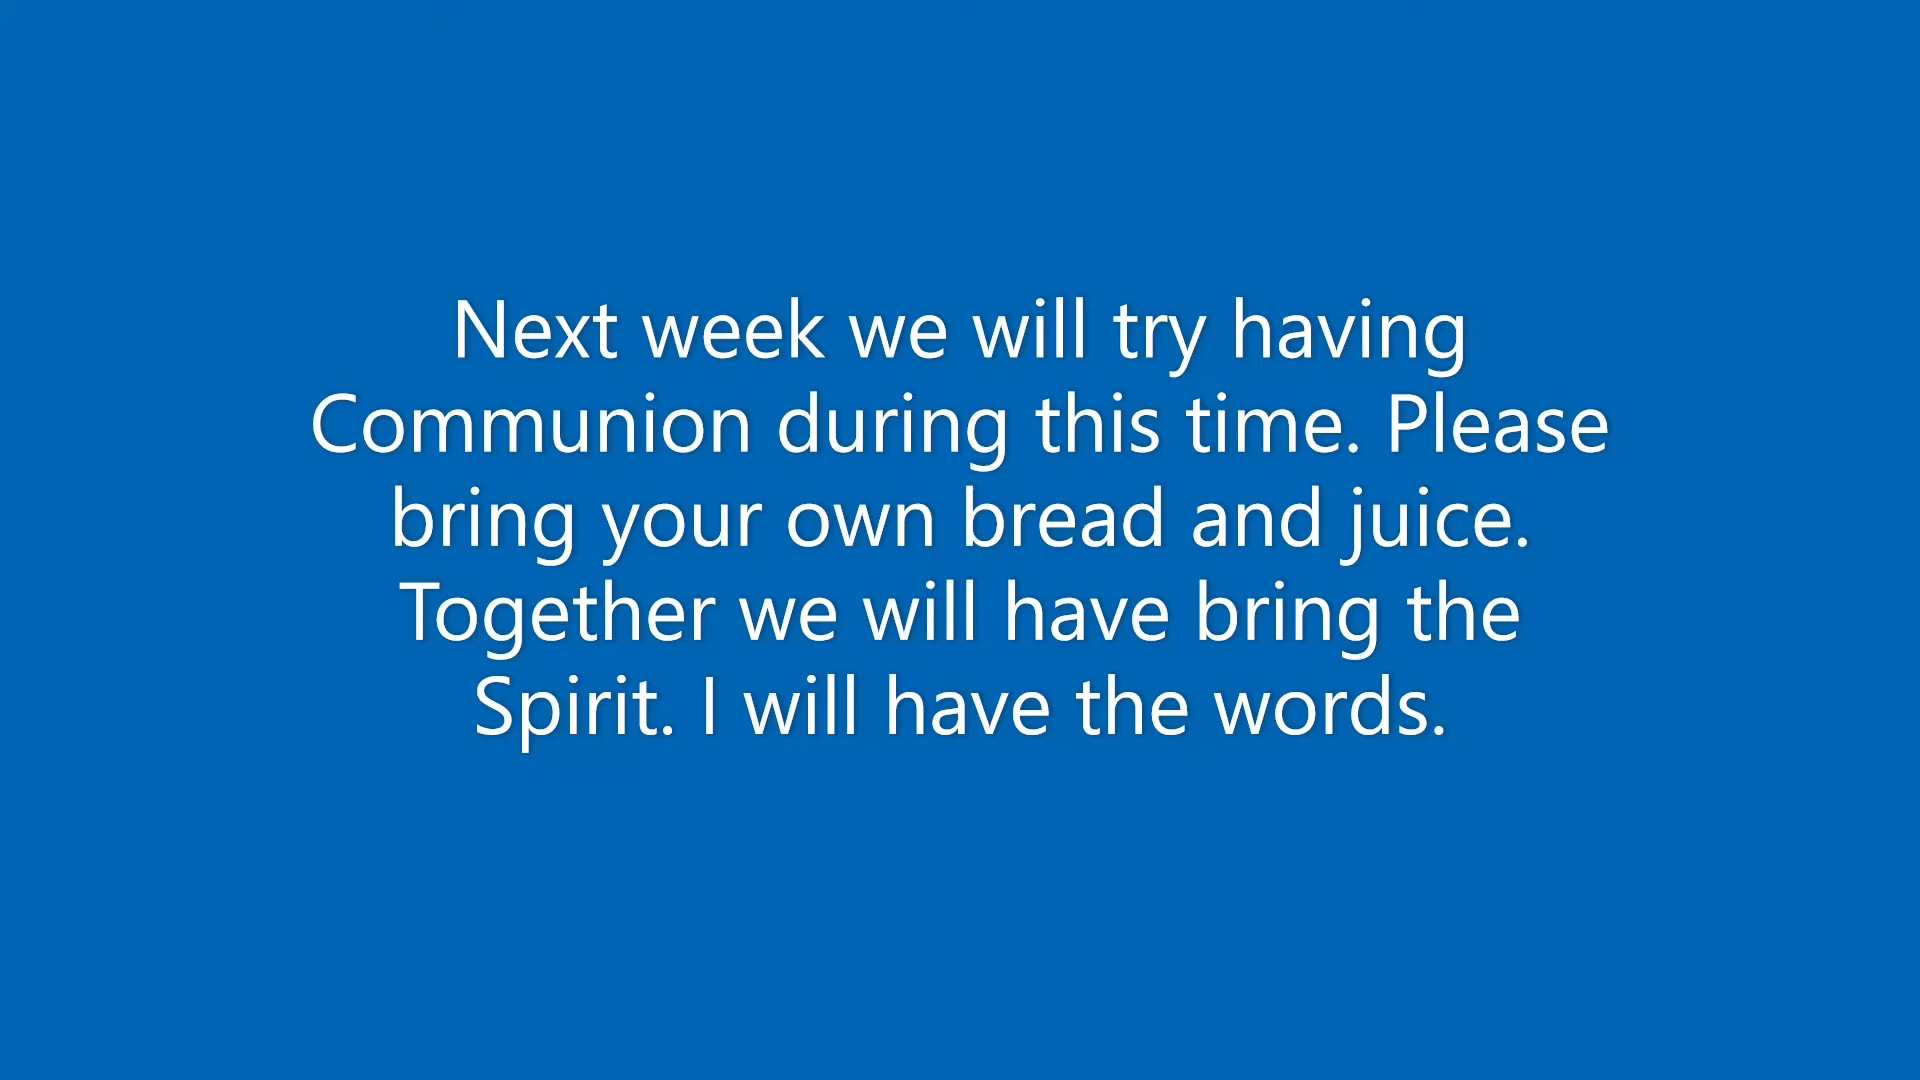 Next week we will try having
Communion during this time. Please
bring your own bread and juice.
Together we will have bring the
Spirit. I will have the words.